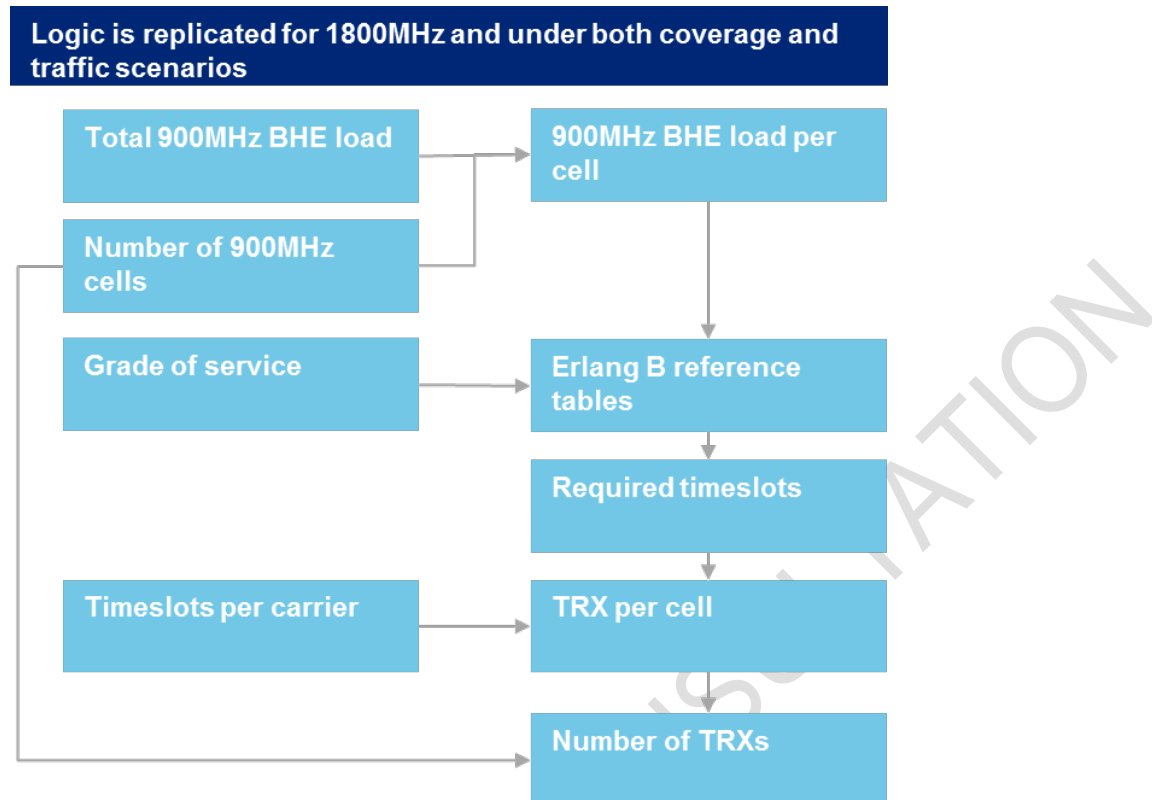 Logic is replicated for 1800MHz and under both coverage and
traffic scenarios
Total 900MHz BHE load
900MHz BHE load per
cell
Number of 900MHz
cells
Grade of service
Erlang B reference
tables
Required timeslots
Timeslots per carrier
TRX per cell
Number of TRXs